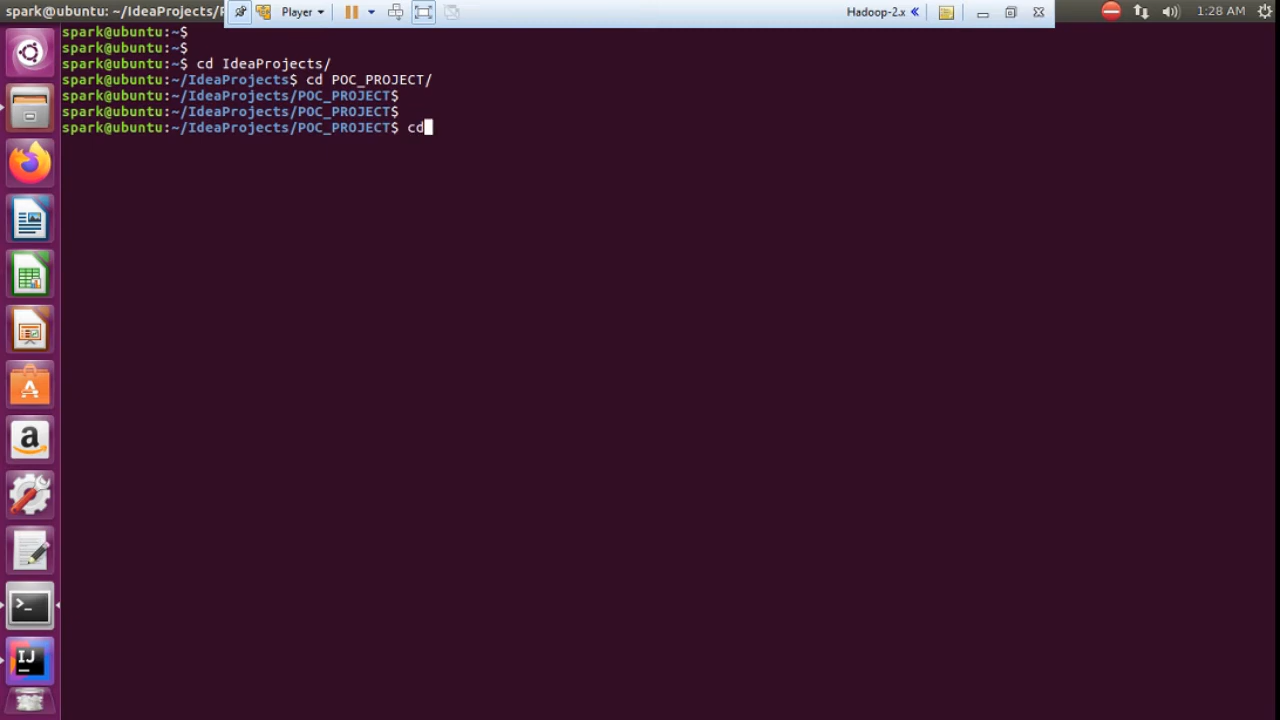 spark@ubuntu: ~/IdeaProjects/P
Player
Hadoop-2.x
1:28 AM
spark@ubuntu:~$
spark@ubuntu:~$
spark@ubuntu:~$ cd IdeaProjects/
spark@ubuntu:~/IdeaProjects$ cd POC_PROJECT/
spark@ubuntu:~/IdeaProjects/POC_PROJECT$
spark@ubuntu:~/IdeaProjects/POC_PROJECT$
spark@ubuntu:~/IdeaProjects/POC_PROJECT$ cd
IJ